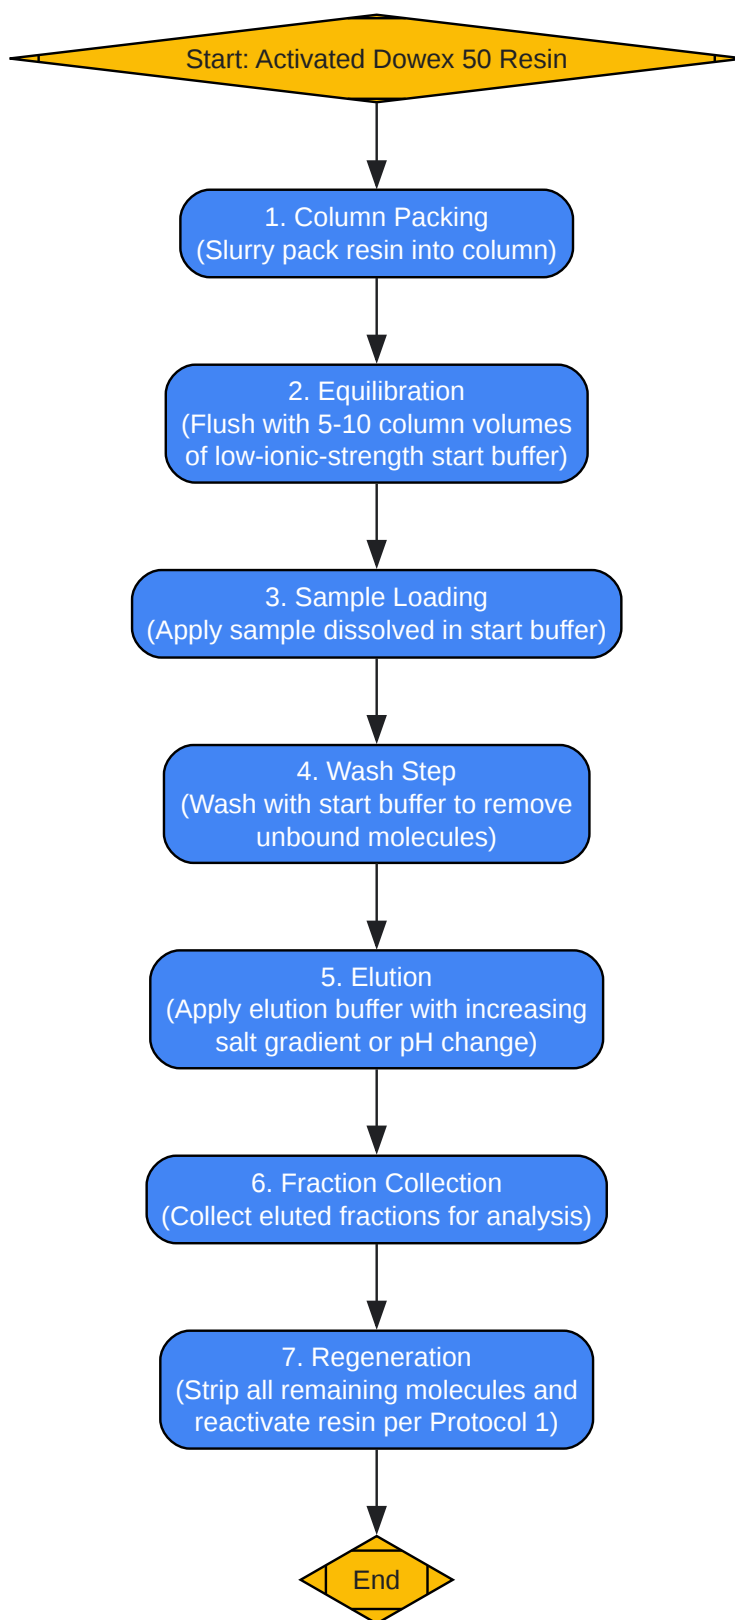 Start: Activated Dowex 50 Resin
1. Column Packing
(Slurry pack resin into column)
2. Equilibration
(Flush with 5-10 column volumes
of low-ionic-strength start buffer)
3. Sample Loading
(Apply sample dissolved in start buffer)
4. Wash Step
(Wash with start buffer to remove
unbound molecules)
5. Elution
(Apply elution buffer with increasing
salt gradient or pH change)
6. Fraction Collection
(Collect eluted fractions for analysis)
7. Regeneration
(Strip all remaining molecules and
reactivate resin per Protocol 1)
End